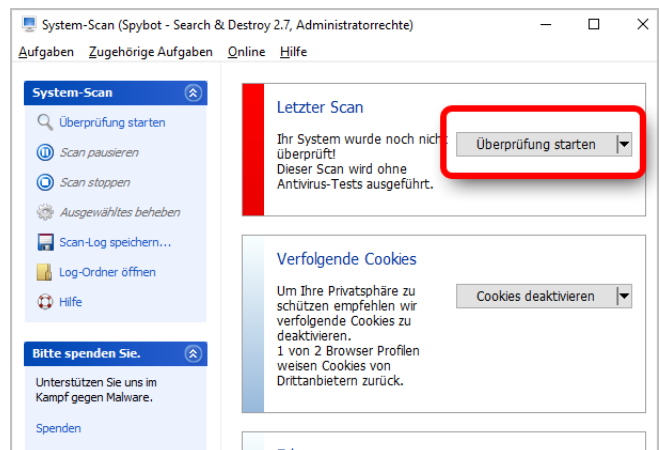 System-Scan (Spybot - Search & Destroy 2.7, Administratorrechte)
Aufgaben Zugehörige Aufgaben Online Hilfe
System-Scan
Überprüfung starten
Scan pausieren
Scan stoppen
Ausgewähltes beheben
Scan-Log speichern...
Log-Ordner öffnen
Hilfe
Bitte spenden Sie.
Unterstützen Sie uns im
Kampf gegen Malware.
Spenden
Letzter Scan
Ihr System wurde noch nicht
überprüft!
Dieser Scan wird ohne
Antivirus-Tests ausgeführt.
Überprüfung starten
Verfolgende Cookies
Um Ihre Privatsphäre zu
schützen empfehlen wir
verfolgende Cookies zu
deaktivieren.
1 von 2 Browser Profilen
weisen Cookies von
Drittanbietern zurück.
Cookies deaktivieren